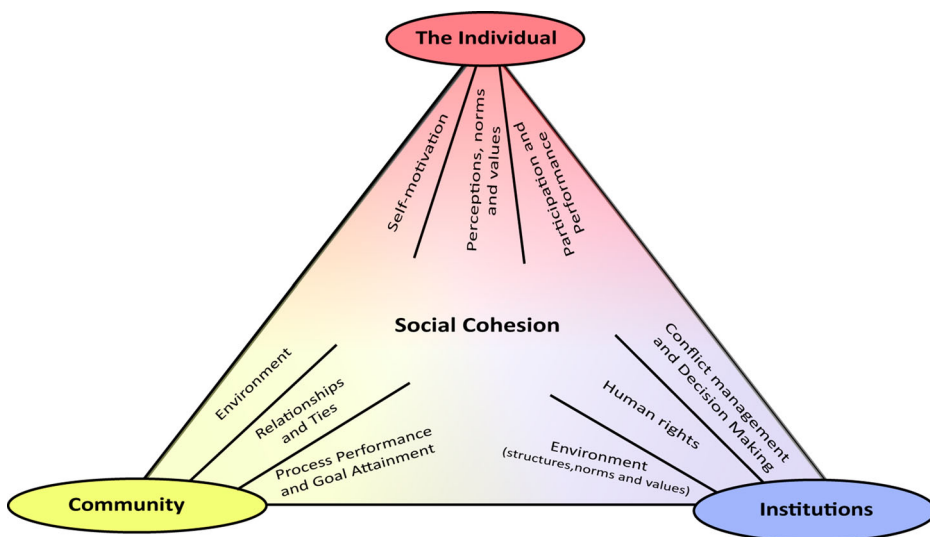 The Individual
Self-motivation
Perceptions, norms
and values
Participation and
Performance
Social Cohesion
Environment
Relationships
and Ties
Process Performance
and Goal Attainment
Conflict management
and Decision Making
Human rights
Environment
(structures,norms and values)
Community
Institutions